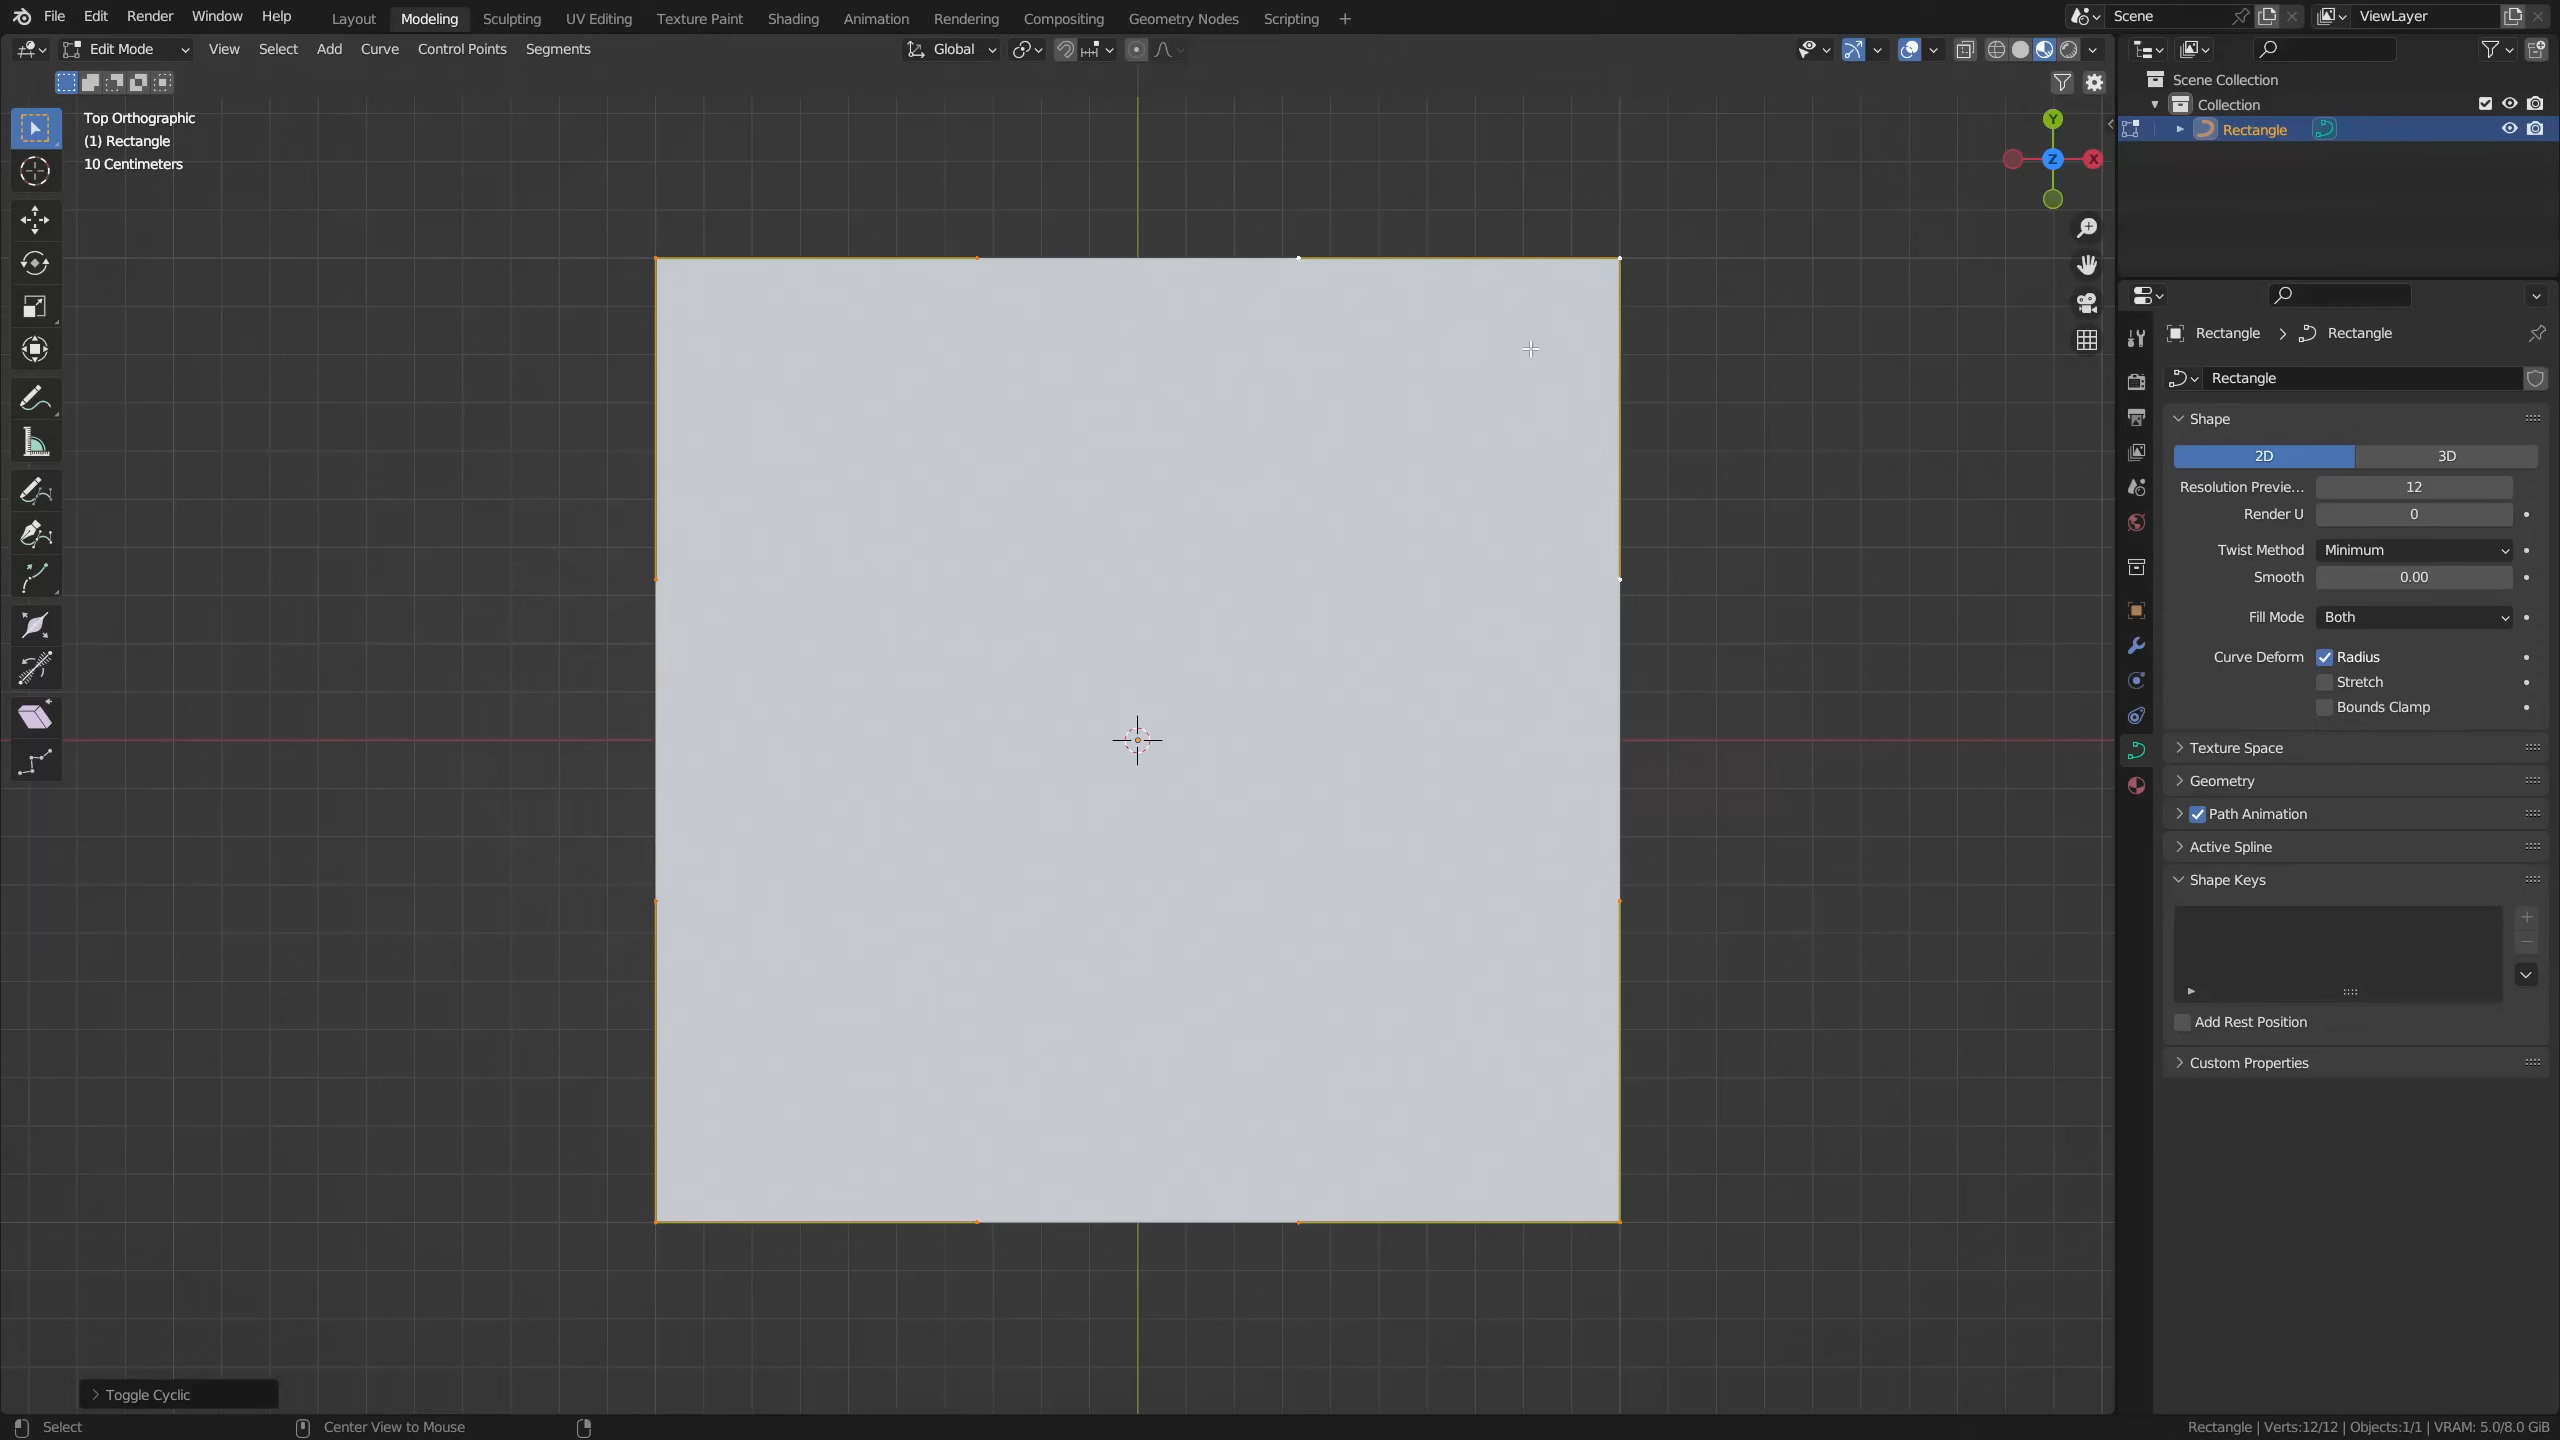 File Edit Render Window Help
Layout Modeling Sculpting UV Editing Texture Paint Shading Animation Rendering Compositing Geometry Nodes Scripting +
Scene
ViewLayer
Edit Mode View Select Add Curve Control Points Segments
Global
Top Orthographic
(1) Rectangle
10 Centimeters
Y
Z
X
Scene Collection
Collection
Rectangle
Rectangle > Rectangle
Rectangle
Shape
2D 3D
Resolution Previe... 12
Render U 0
Twist Method Minimum
Smooth 0.00
Fill Mode Both
Curve Deform Radius
Stretch
Bounds Clamp
Texture Space
Geometry
Path Animation
Active Spline
Shape Keys
Add Rest Position
Custom Properties
Toggle Cyclic
Select
Center View to Mouse
Rectangle | Verts:12/12 | Objects:1/1 | VRAM: 5.0/8.0 GiB